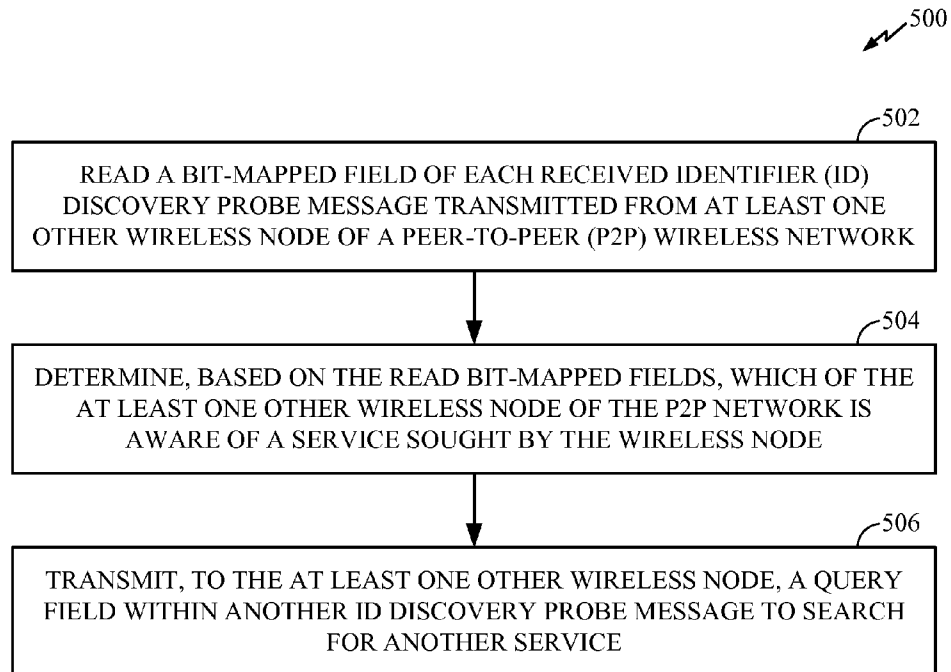 500
502
READ A BIT-MAPPED FIELD OF EACH RECEIVED IDENTIFIER (ID)
DISCOVERY PROBE MESSAGE TRANSMITTED FROM AT LEAST ONE
OTHER WIRELESS NODE OF A PEER-TO-PEER (P2P) WIRELESS NETWORK
504
DETERMINE, BASED ON THE READ BIT-MAPPED FIELDS, WHICH OF THE
AT LEAST ONE OTHER WIRELESS NODE OF THE P2P NETWORK IS
AWARE OF A SERVICE SOUGHT BY THE WIRELESS NODE
506
TRANSMIT, TO THE AT LEAST ONE OTHER WIRELESS NODE, A QUERY
FIELD WITHIN ANOTHER ID DISCOVERY PROBE MESSAGE TO SEARCH
FOR ANOTHER SERVICE